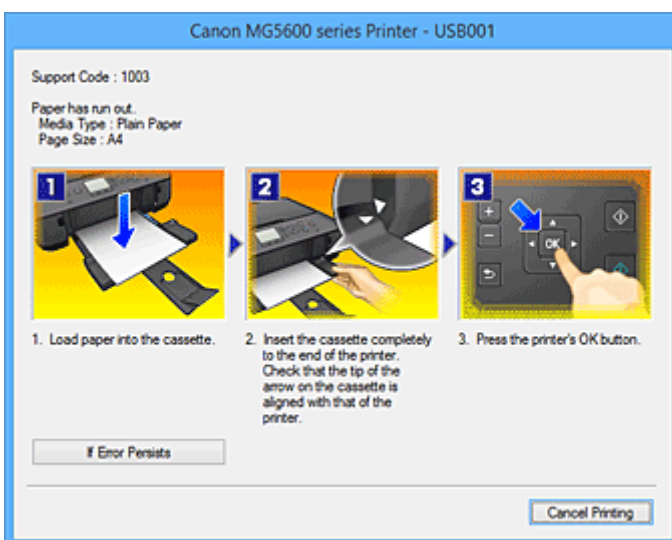 Canon MG5600 series Printer - USB001
Support Code : 1003
Paper has run out.
Media Type : Plain Paper
Page Size : A4
1
2
3
+
-
OK
1. Load paper into the cassette.
2. Insert the cassette completely
to the end of the printer.
Check that the tip of the
arrow on the cassette is
aligned with that of the
printer.
3. Press the printer's OK button.
If Error Persists
Cancel Printing